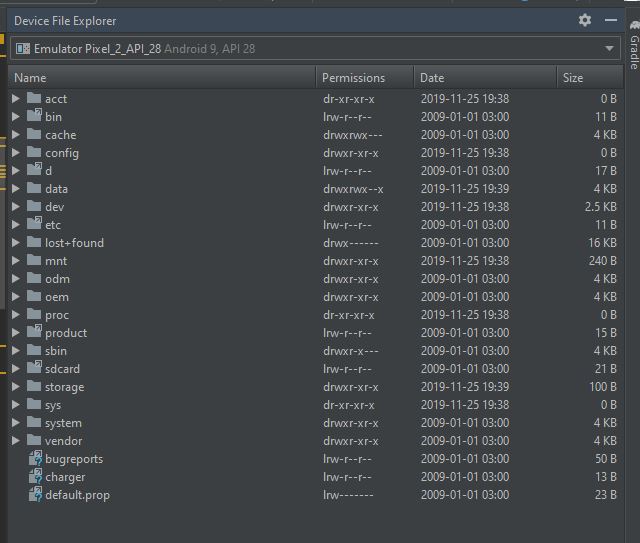 Device File Explorer
Emulator Pixel_2_API_28 Android 9, API 28
Name Permissions Date Size
acct dr-xr-xr-x 2019-11-25 19:38 0 B
bin lrw-r--r-- 2009-01-01 03:00 11 B
cache drwxrwx--- 2009-01-01 03:00 4 KB
config drwxr-xr-x 2019-11-25 19:38 0 B
d lrw-r--r-- 2009-01-01 03:00 17 B
data drwxrwx--x 2019-11-25 19:39 4 KB
dev drwxr-xr-x 2019-11-25 19:38 2.5 KB
etc lrw-r--r-- 2009-01-01 03:00 11 B
lost+found drwx------ 2009-01-01 03:00 16 KB
mnt drwxr-xr-x 2019-11-25 19:38 240 B
odm drwxr-xr-x 2009-01-01 03:00 4 KB
oem drwxr-xr-x 2009-01-01 03:00 4 KB
proc dr-xr-xr-x 2019-11-25 19:38 0 B
product lrw-r--r-- 2009-01-01 03:00 15 B
sbin drwxr-x--- 2009-01-01 03:00 4 KB
sdcard lrw-r--r-- 2009-01-01 03:00 21 B
storage drwxr-xr-x 2019-11-25 19:39 100 B
sys dr-xr-xr-x 2019-11-25 19:38 0 B
system drwxr-xr-x 2009-01-01 03:00 4 KB
vendor drwxr-xr-x 2009-01-01 03:00 4 KB
bugreports lrw-r--r-- 2009-01-01 03:00 50 B
charger lrw-r--r-- 2009-01-01 03:00 13 B
default.prop lrw------- 2009-01-01 03:00 23 B
Gradle